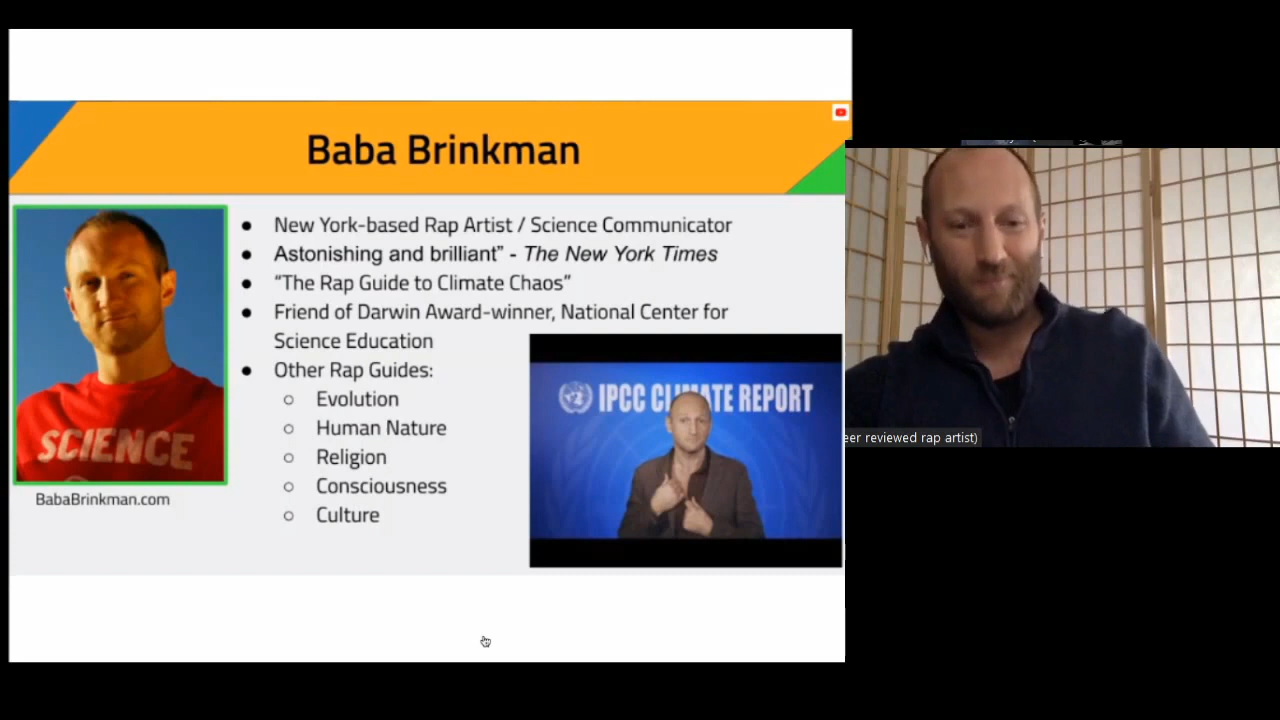 Baba Brinkman
● New York-based Rap Artist / Science Communicator
● Astonishing and brilliant” - The New York Times
● “The Rap Guide to Climate Chaos”
● Friend of Darwin Award-winner, National Center for
Science Education
● Other Rap Guides:
○ Evolution
○ Human Nature
○ Religion
○ Consciousness
○ Culture
SCIENCE
BabaBrinkman.com
IPCC CLIMATE REPORT
eer reviewed rap artist)